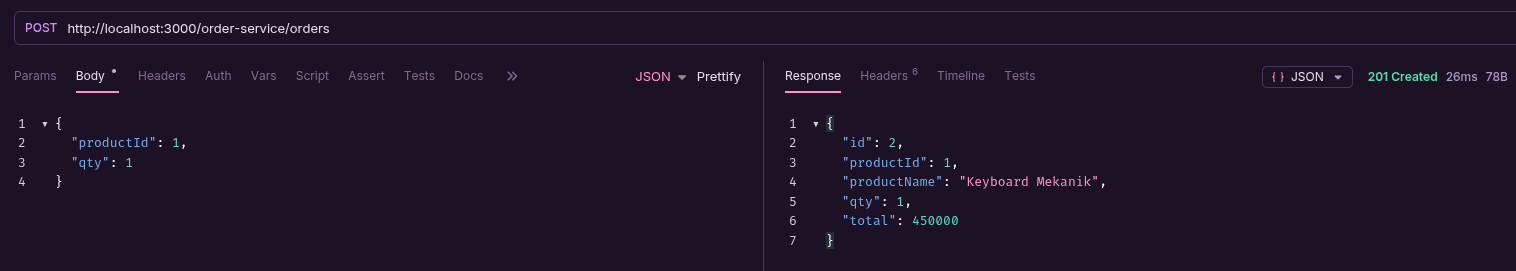 POST http://localhost:3000/order-service/orders
Params Body Headers Auth Vars Script Assert Tests Docs JSON Prettify
1 {
2 "productId": 1,
3 "qty": 1
4 }
Response Headers 6 Timeline Tests { } JSON 201 Created 26ms 78B
1 {
2 "id": 2,
3 "productId": 1,
4 "productName": "Keyboard Mekanik",
5 "qty": 1,
6 "total": 450000
7 }